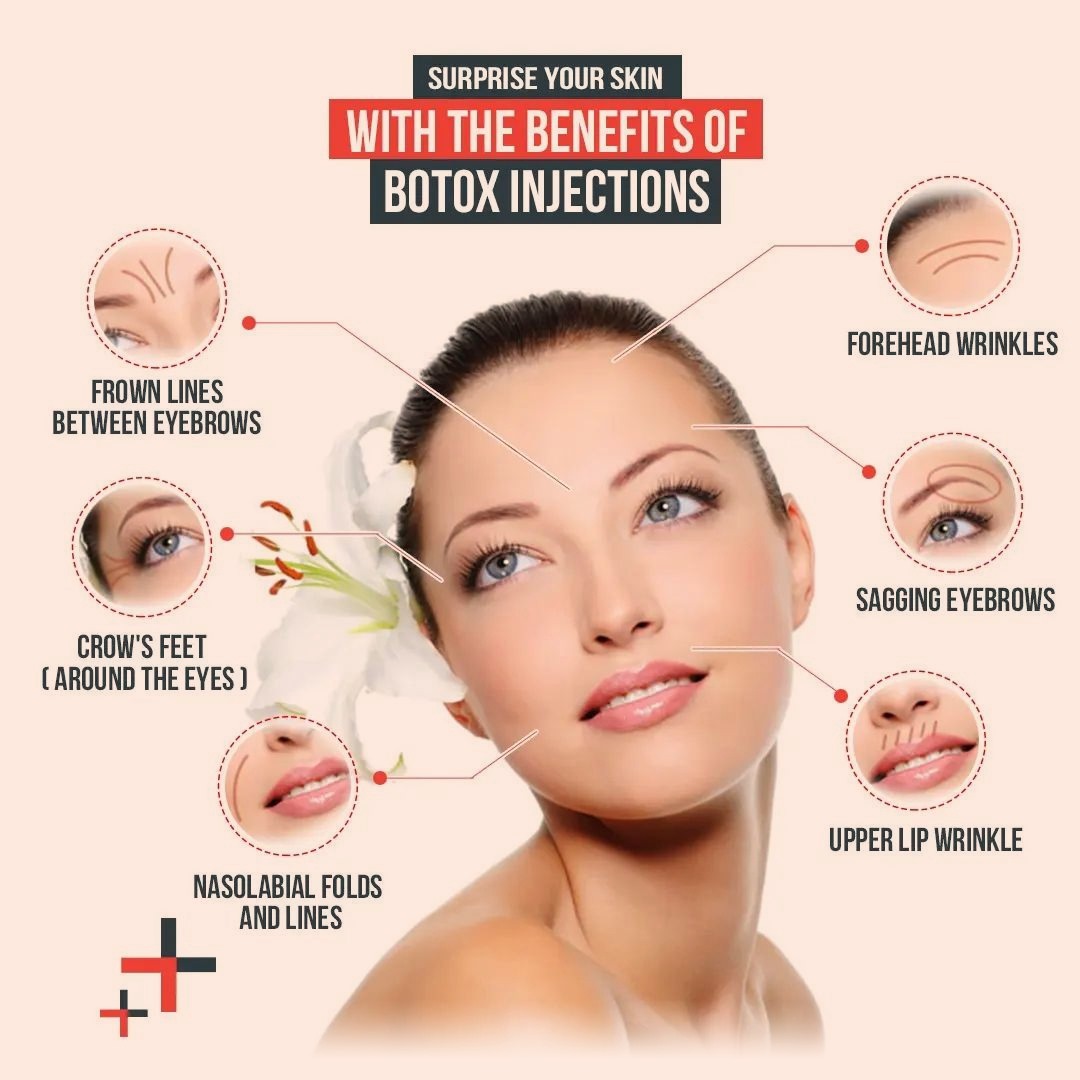 SURPRISE YOUR SKIN
WITH THE BENEFITS OF
BOTOX INJECTIONS
FROWN LINES
BETWEEN EYEBROWS
FOREHEAD WRINKLES
CROW'S FEET
( AROUND THE EYES )
SAGGING EYEBROWS
NASOLABIAL FOLDS
AND LINES
UPPER LIP WRINKLE